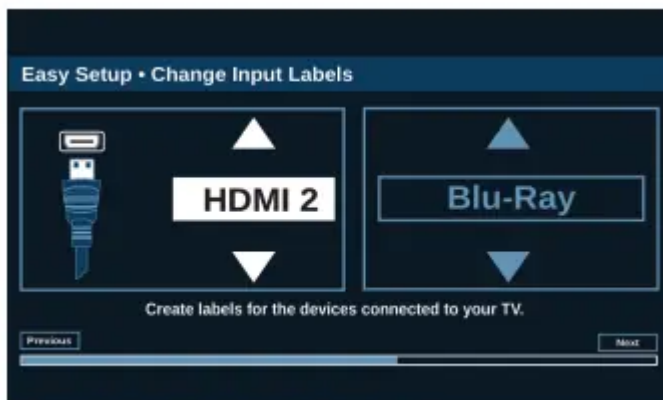 Easy Setup • Change Input Labels
HDMI 2
Blu-Ray
Create labels for the devices connected to your TV.
Previous
Next